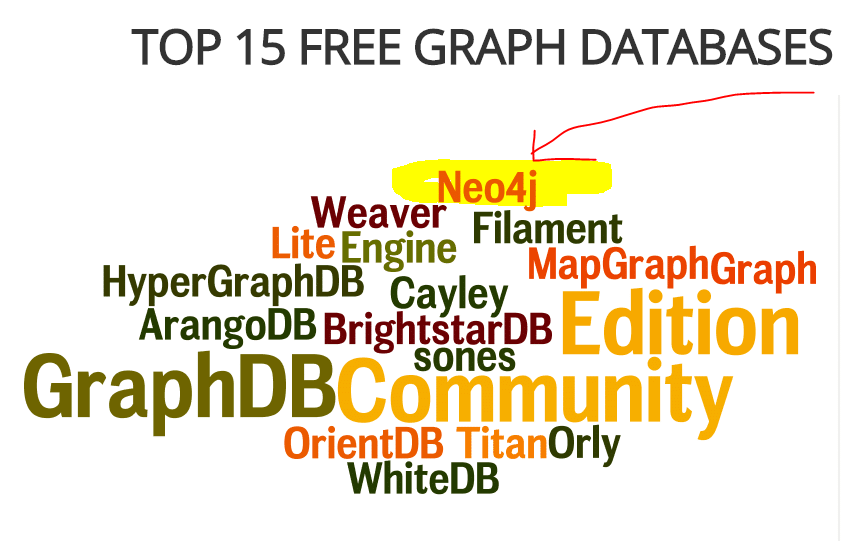 TOP 15 FREE GRAPH DATABASES
Neo4j
Weaver Filament
Lite Engine
MapGraph Graph
HyperGraphDB Cayley
ArangoDB BrightstarDB Edition
sones
GraphDB Community
OrientDB Titan Orly
WhiteDB